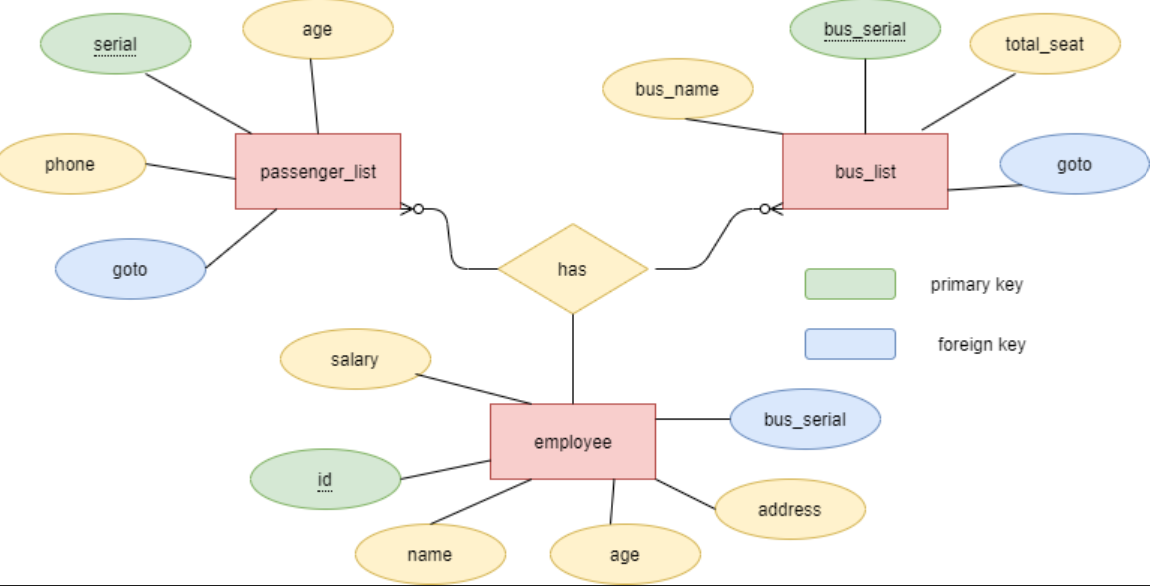 serial
age
bus_serial
total_seat
bus_name
phone
passenger_list
bus_list
goto
goto
has
primary key
foreign key
salary
bus_serial
employee
id
address
name
age